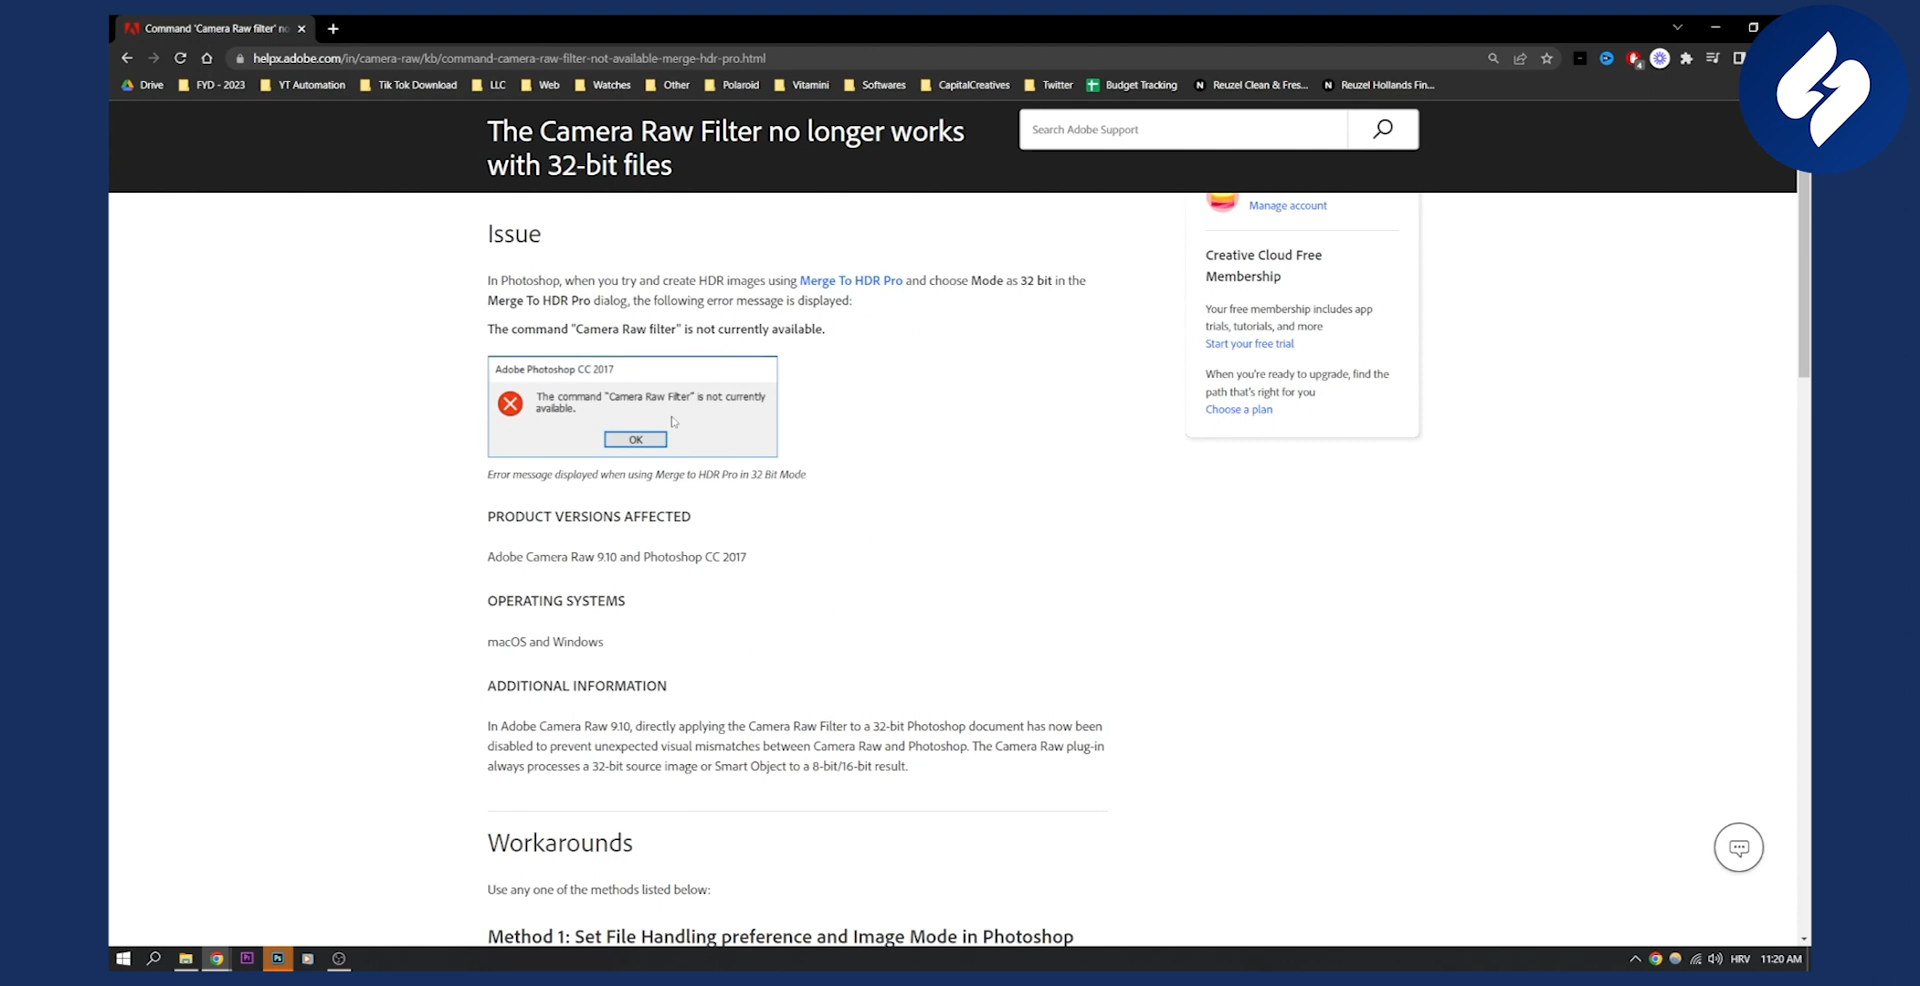 Command 'Camera Raw filter' no
helpx.adobe.com/in/camera-raw/kb/command-camera-raw-filter-not-available-merge-hdr-pro.html
4
Drive FYD - 2023 YT Automation Tik Tok Download LLC Web Watches Other Polaroid Vitamini Softwares CapitalCreatives Twitter Budget Tracking Reuzel Clean & Fres... Reuzel Hollands Fin...
The Camera Raw Filter no longer works
with 32-bit files
Search Adobe Support
Manage account
Creative Cloud Free
Membership
Your free membership includes app
trials, tutorials, and more
Start your free trial
When you're ready to upgrade, find the
path that's right for you
Choose a plan
Issue
In Photoshop, when you try and create HDR images using Merge To HDR Pro and choose Mode as 32 bit in the
Merge To HDR Pro dialog, the following error message is displayed:
The command "Camera Raw filter" is not currently available.
Adobe Photoshop CC 2017
The command "Camera Raw Filter" is not currently
available.
OK
Error message displayed when using Merge to HDR Pro in 32 Bit Mode
PRODUCT VERSIONS AFFECTED
Adobe Camera Raw 9.10 and Photoshop CC 2017
OPERATING SYSTEMS
macOS and Windows
ADDITIONAL INFORMATION
In Adobe Camera Raw 9.10, directly applying the Camera Raw Filter to a 32-bit Photoshop document has now been
disabled to prevent unexpected visual mismatches between Camera Raw and Photoshop. The Camera Raw plug-in
always processes a 32-bit source image or Smart Object to a 8-bit/16-bit result.
Workarounds
Use any one of the methods listed below:
Method 1: Set File Handling preference and Image Mode in Photoshop
Pr Ps HRV 11:20 AM